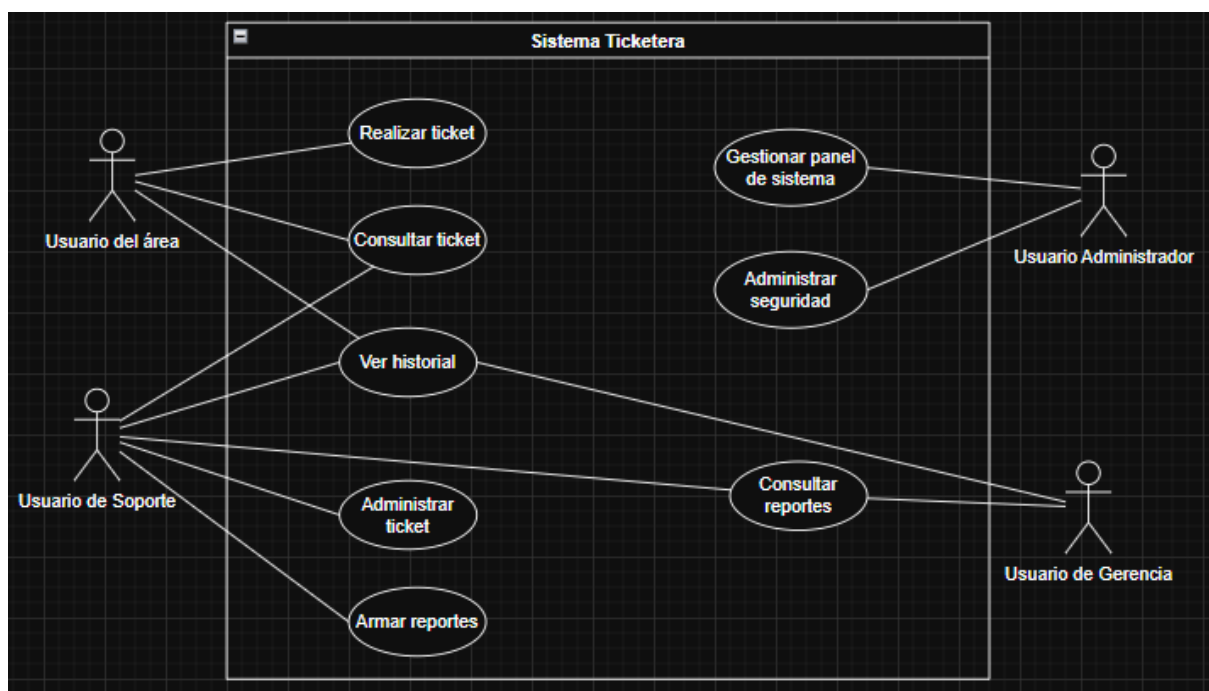 Sistema Ticketera
Realizar ticket
Gestionar panel
de sistema
Usuario del área
Consultar ticket
Usuario Administrador
Administrar
seguridad
Ver historial
Usuario de Soporte
Administrar
ticket
Consultar
reportes
Usuario de Gerencia
Armar reportes